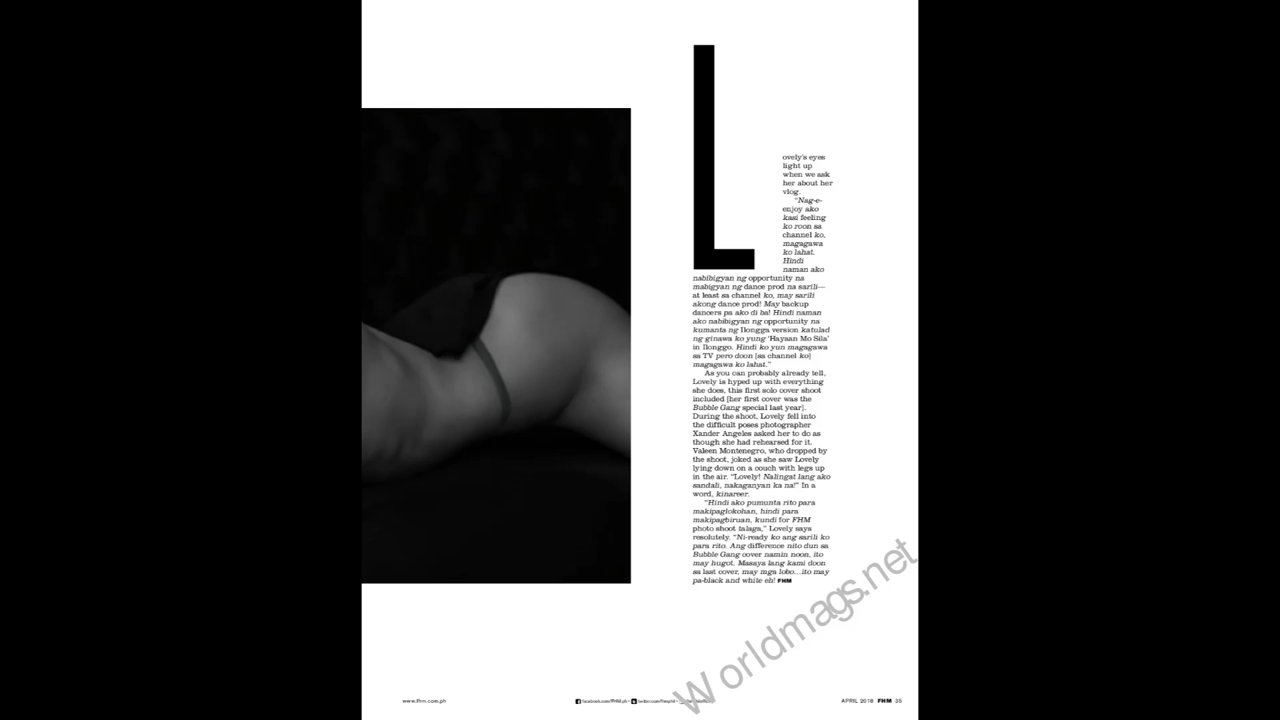 L
ovely's eyes
light up
when we ask
her about her
vlog.
"Nag-e-
enjoy ako
kasi feeling
ko roon sa
channel ko,
magagawa
ko lahat.
Hindi
naman ako
nabibigyan ng opportunity na
mabigyan ng dance prod na sarili—
at least sa channel ko, may sarili
akong dance prod! May backup
dancers pa ako di ba! Hindi naman
ako nabibigyan ng opportunity na
kumanta ng Ilongga version katulad
ng ginawa ko yung 'Hayaan Mo Sila'
in Ilonggo. Hindi ko yun magagawa
sa TV pero doon [sa channel ko]
magagawa ko lahat."
As you can probably already tell,
Lovely is hyped up with everything
she does, this first solo cover shoot
included [her first cover was the
Bubble Gang special last year].
During the shoot, Lovely fell into
the difficult poses photographer
Xander Angeles asked her to do as
though she had rehearsed for it.
Valeen Montenegro, who dropped by
the shoot, joked as she saw Lovely
lying down on a couch with legs up
in the air. "Lovely! Nalingat lang ako
sandali, nakaganyan ka na!" In a
word, kinareer.
"Hindi ako pumunta rito para
makipaglokohan, hindi para
makipagbiruan, kundi for FHM
photo shoot talaga," Lovely says
resolutely. "Ni-ready ko ang sarili ko
para rito. Ang difference nito dun sa
Bubble Gang cover namin noon, ito
may hugot. Masaya lang kami doon
sa last cover, may mga lobo...ito may
pa-black and white eh! FHM
Worldmags.net
www.fhm.com.ph
facebook.com/FHM.ph • twitter.com/fhmphil •
APRIL 2018 FHM 35